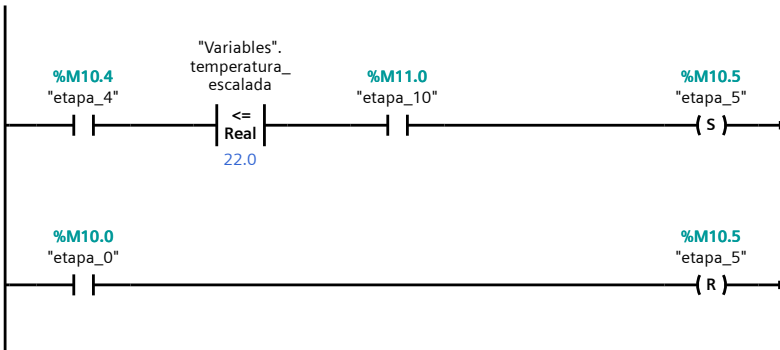 "Variables".
temperatura_
escalada
%M10.4
"etapa_4"
<=
Real
22.0
%M11.0
"etapa_10"
%M10.5
"etapa_5"
S
%M10.0
"etapa_0"
%M10.5
"etapa_5"
R